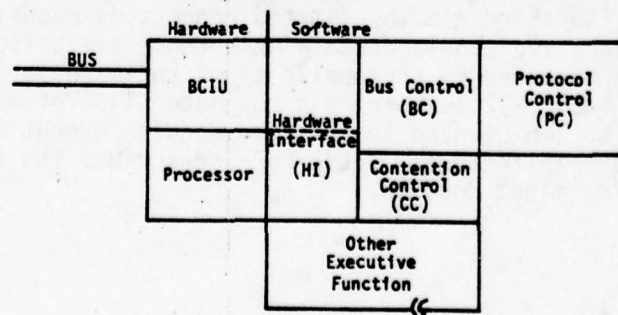 Hardware Software
BUS
BCIU
Bus Control
(BC)
Protocol
Control
(PC)
Hardware
Interface
(HI)
Processor
Contention
Control
(CC)
Other
Executive
Function